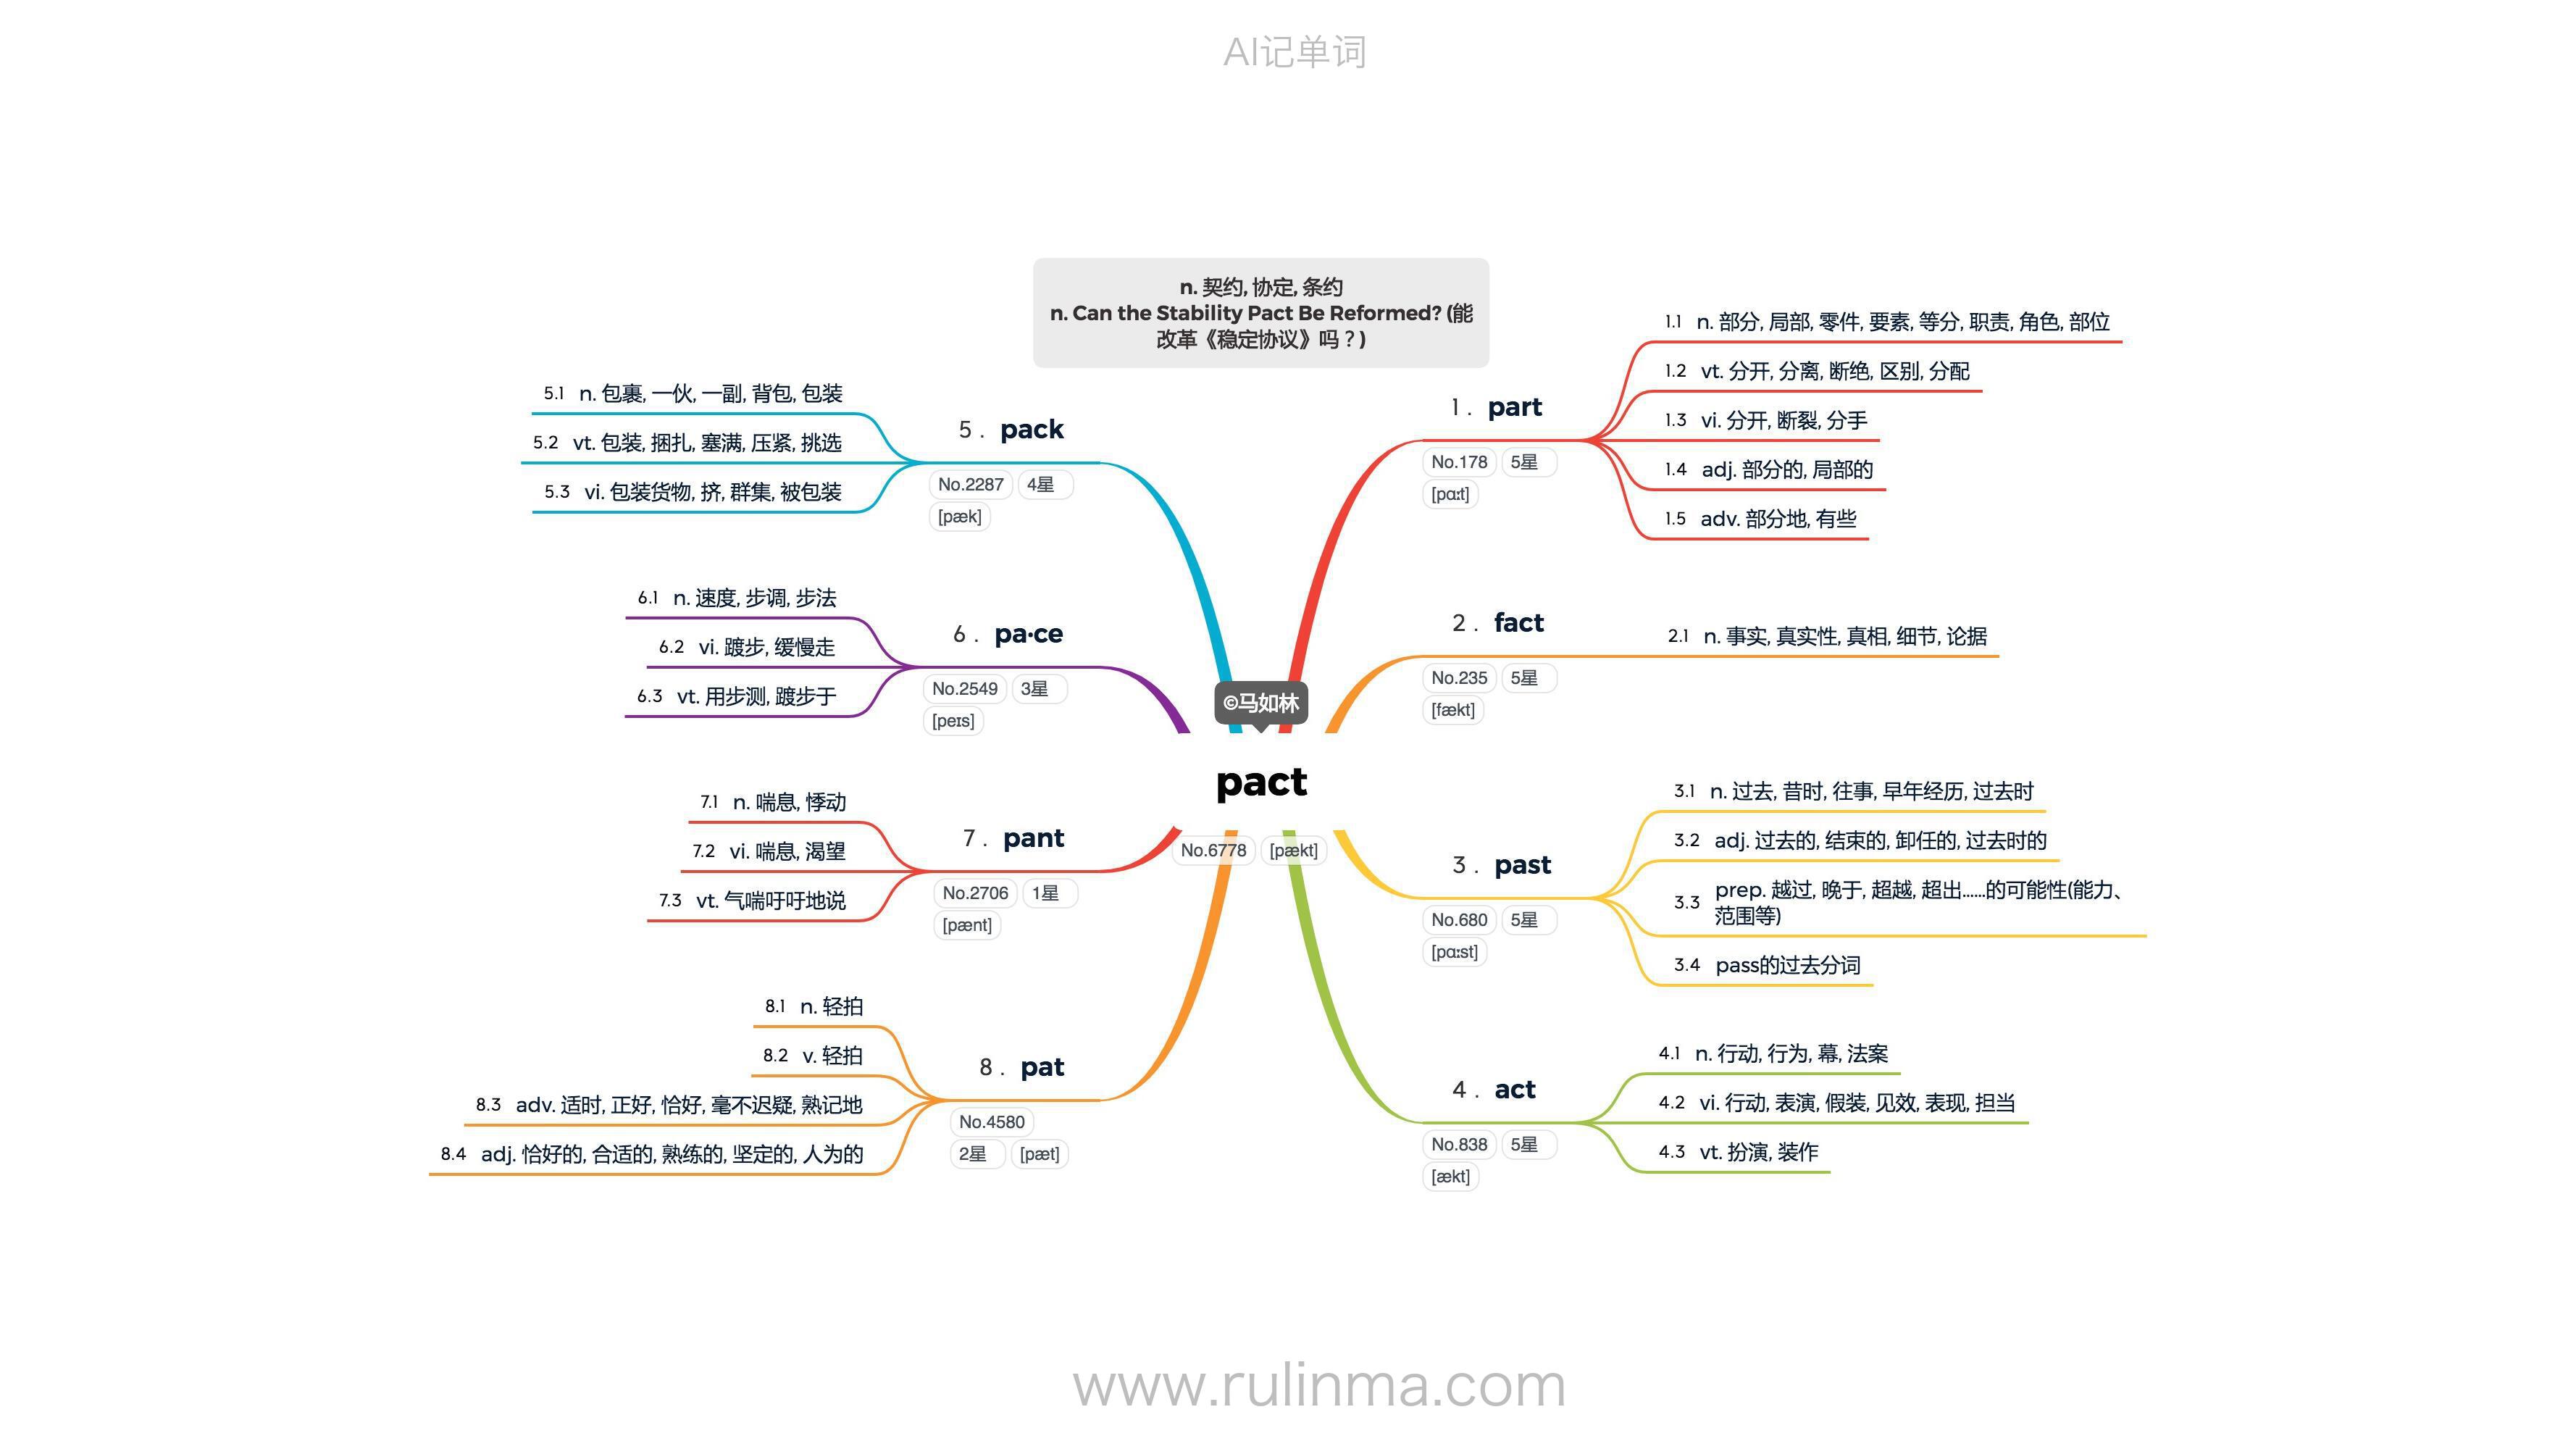 AI记单词
n. 契约, 协定, 条约
n. Can the Stability Pact Be Reformed? (能
改革《稳定协议》吗？)
©马如林
pact
No.6778 [pækt]
1. part
No.178 5星
[pɑːt]
1.1 n. 部分, 局部, 零件, 要素, 等分, 职责, 角色, 部位
1.2 vt. 分开, 分离, 断绝, 区别, 分配
1.3 vi. 分开, 断裂, 分手
1.4 adj. 部分的, 局部的
1.5 adv. 部分地, 有些
2. fact
No.235 5星
[fækt]
2.1 n. 事实, 真实性, 真相, 细节, 论据
3. past
No.680 5星
[pɑːst]
3.1 n. 过去, 昔时, 往事, 早年经历, 过去时
3.2 adj. 过去的, 结束的, 卸任的, 过去时的
3.3 prep. 越过, 晚于, 超越, 超出……的可能性(能力、
范围等)
3.4 pass的过去分词
4. act
No.838 5星
[ækt]
4.1 n. 行动, 行为, 幕, 法案
4.2 vi. 行动, 表演, 假装, 见效, 表现, 担当
4.3 vt. 扮演, 装作
5. pack
No.2287 4星
[pæk]
5.1 n. 包裹, 一伙, 一副, 背包, 包装
5.2 vt. 包装, 捆扎, 塞满, 压紧, 挑选
5.3 vi. 包装货物, 挤, 群集, 被包装
6. pa·ce
No.2549 3星
[peɪs]
6.1 n. 速度, 步调, 步法
6.2 vi. 踱步, 缓慢走
6.3 vt. 用步测, 踱步于
7. pant
No.2706 1星
[pænt]
7.1 n. 喘息, 悸动
7.2 vi. 喘息, 渴望
7.3 vt. 气喘吁吁地说
8. pat
No.4580
2星 [pæt]
8.1 n. 轻拍
8.2 v. 轻拍
8.3 adv. 适时, 正好, 恰好, 毫不迟疑, 熟记地
8.4 adj. 恰好的, 合适的, 熟练的, 坚定的, 人为的
www.rulinma.com